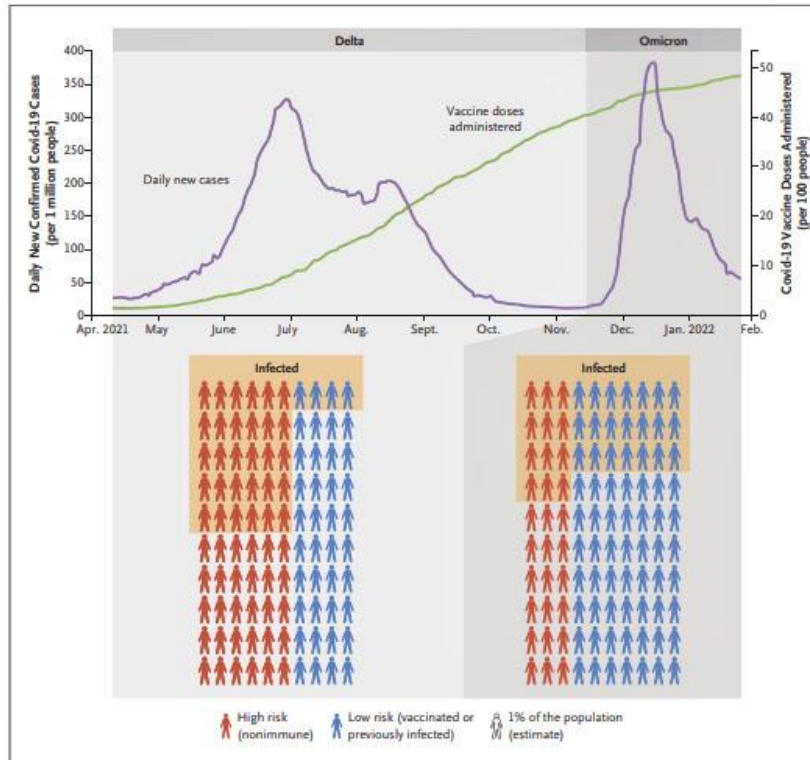 Delta
Omicron
Daily New Confirmed Covid-19 Cases
(per 1 million people)
400
350
300
250
200
150
100
50
0
Daily new cases
Vaccine doses
administered
50
40
30
20
10
0
Covid-19 Vaccine Doses Administered
(per 100 people)
Apr. 2021 May June July Aug. Sept. Oct. Nov. Dec. Jan. 2022 Feb.
Infected
Infected
High risk
(nonimmune)
Low risk (vaccinated or
previously infected)
1% of the population
(estimate)